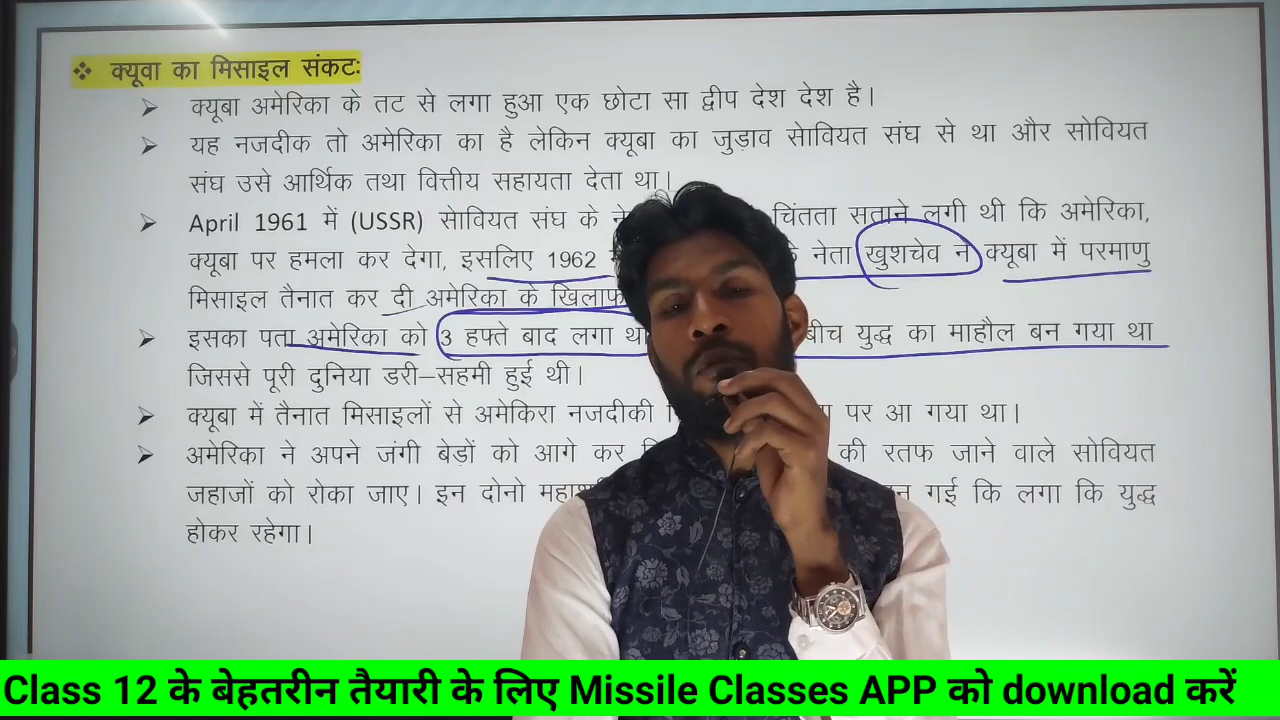 ❖ क्यूवा का मिसाइल संकटः
➢ क्यूबा अमेरिका के तट से लगा हुआ एक छोटा सा द्वीप देश देश है।
➢ यह नजदीक तो अमेरिका का है लेकिन क्यूबा का जुड़ाव सेावियत संघ से था और सोवियत
संघ उसे आर्थिक तथा वित्तीय सहायता देता था।
➢ April 1961 में (USSR) सेावियत संघ के चिंतता सताने लगी थी कि अमेरिका,
क्यूबा पर हमला कर देगा, इसलिए 1962 नेता खुशचेव ने क्यूबा में परमाणु
मिसाइल तैनात कर दी अमेरिका के खिलाफ
➢ इसका पता अमेरिका को 3 हफ्ते बाद लगा था बीच युद्ध का माहौल बन गया था
जिससे पूरी दुनिया डरी–सहमी हुई थी।
➢ क्यूबा में तैनात मिसाइलों से अमेकिरा नजदीकी पर आ गया था।
➢ अमेरिका ने अपने जंगी बेड़ों को आगे कर की रतफ जाने वाले सोवियत
जहाजों को रोका जाए। इन दोनो गई कि लगा कि युद्ध
होकर रहेगा।
Class 12 के बेहतरीन तैयारी के लिए Missile Classes APP को download करें